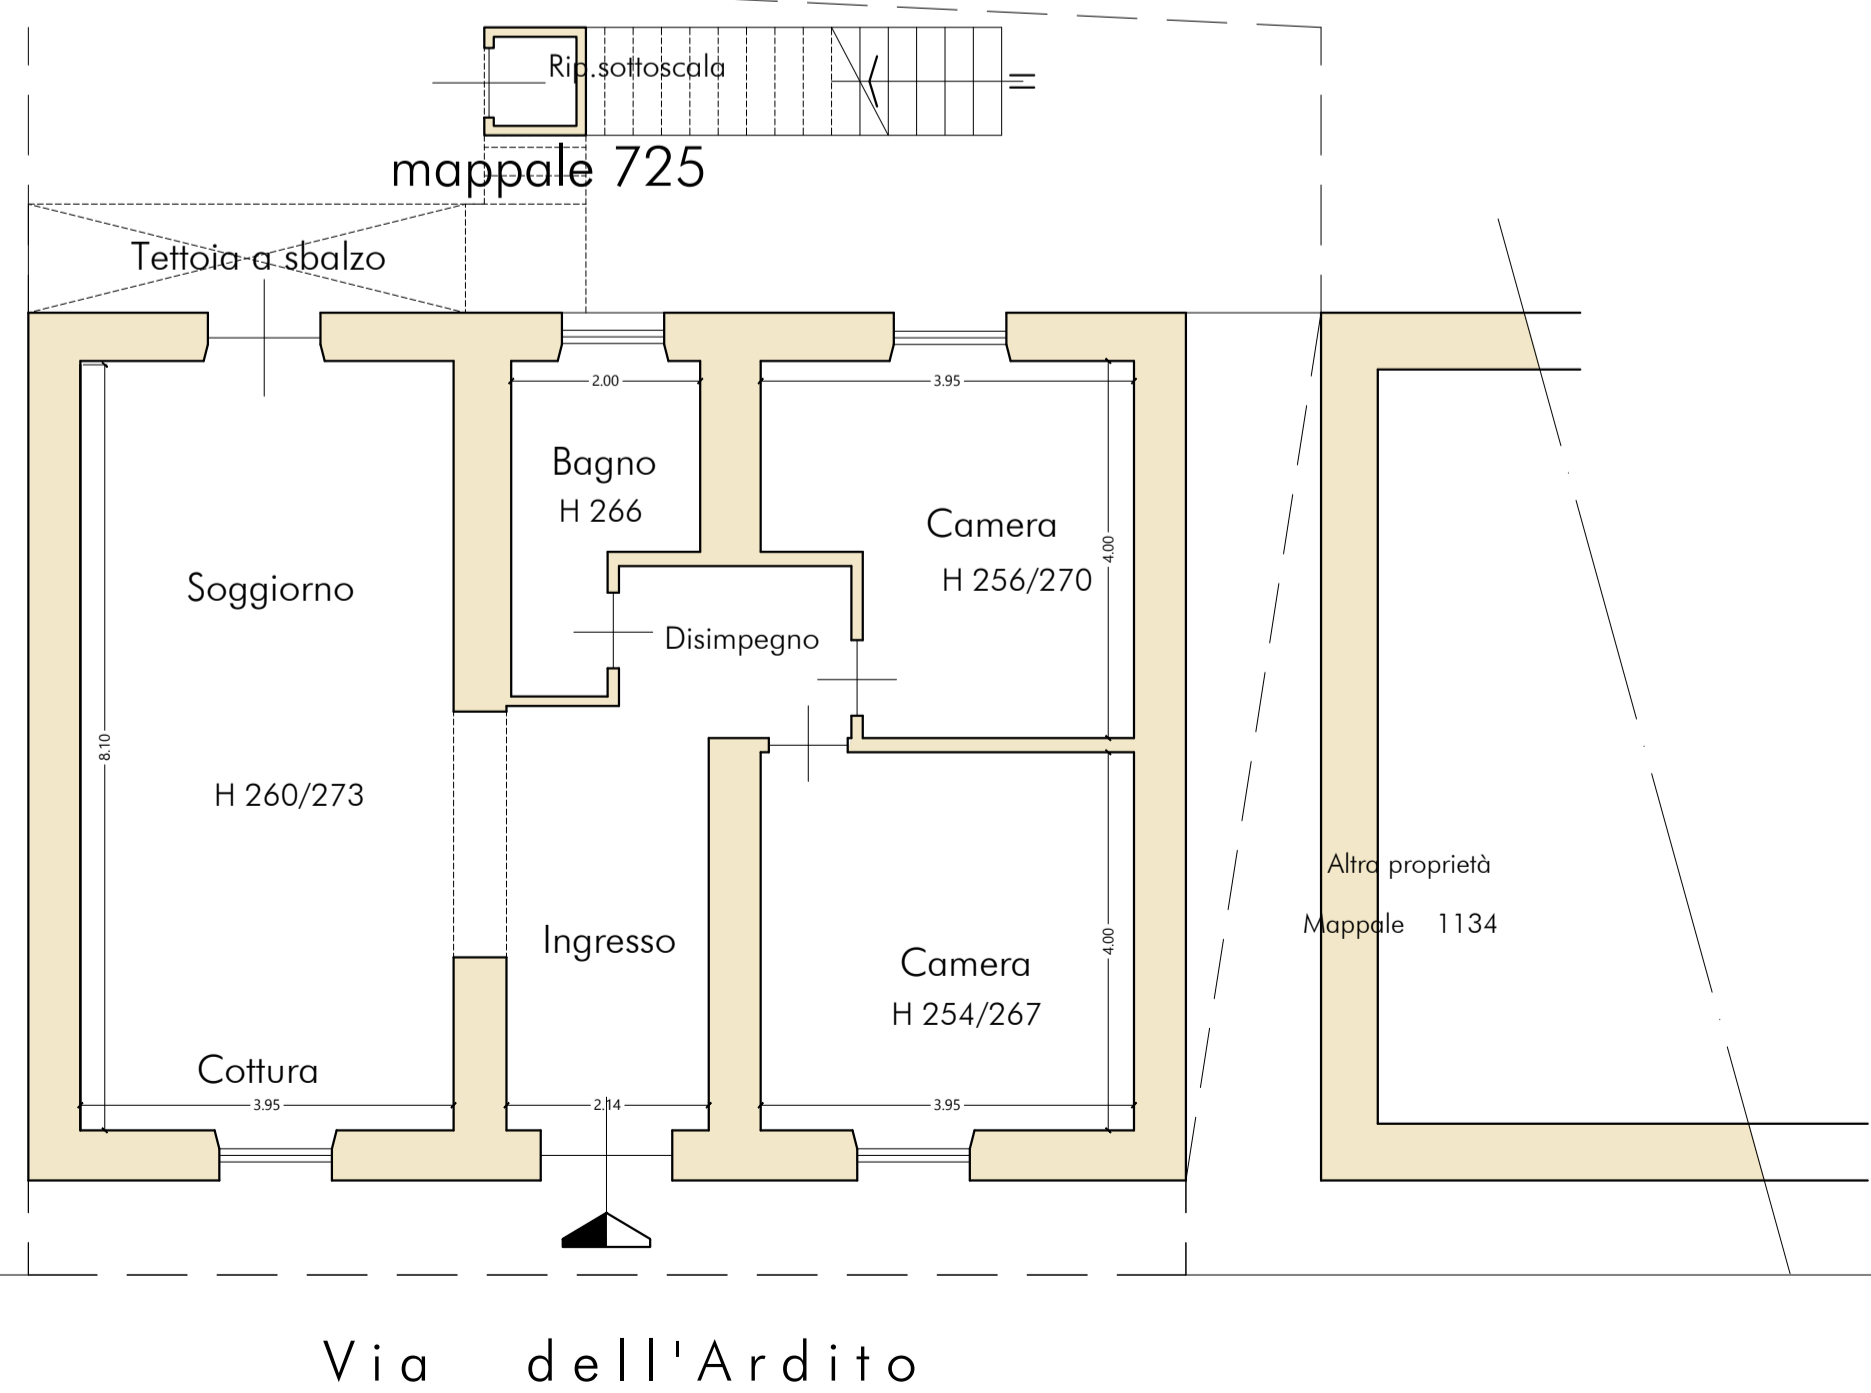 Rip.sottoscala
mappale 725
Tettoia a sbalzo
2.00
3.95
Bagno
H 266
Camera
H 256/270
4.00
Soggiorno
Disimpegno
8.10
H 260/273
Altra proprietà
Mappale 1134
Ingresso
Camera
H 254/267
4.00
Cottura
3.95
2.14
3.95
Via dell'Ardito